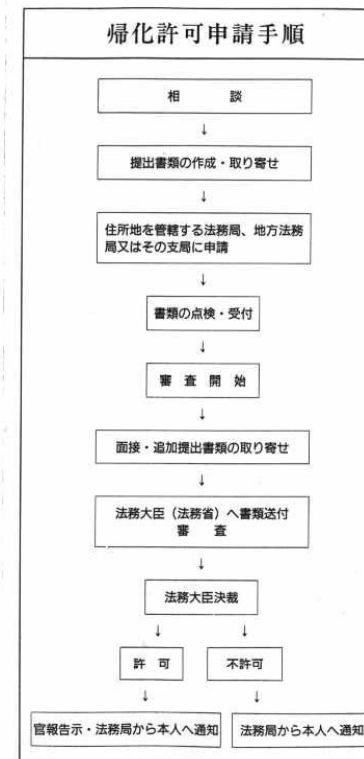 帰化許可申請手順
相 談
↓
提出書類の作成・取り寄せ
↓
住所地を管轄する法務局、地方法務
局又はその支局に申請
↓
書類の点検・受付
↓
審 査 開 始
↓
面接・追加提出書類の取り寄せ
↓
法務大臣（法務省）へ書類送付
審 査
↓
法務大臣決裁
↓ ↓
許 可 不許可
↓ ↓
官報告示・法務局から本人へ通知 法務局から本人へ通知